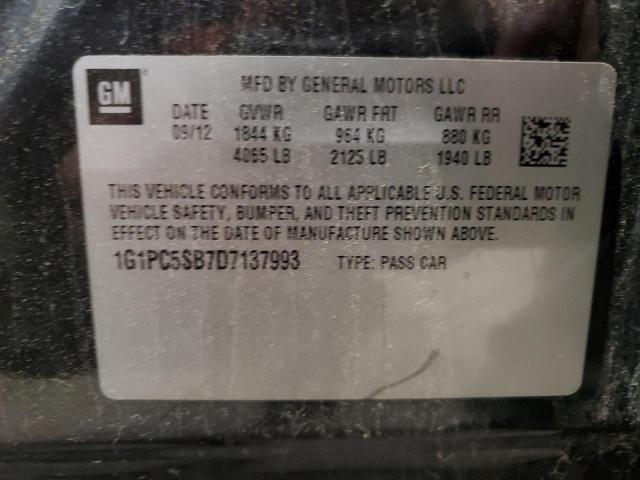 GM MFD BY GENERAL MOTORS LLC
DATE GVWR GAWR FRT GAWR RR
09/12 1844 KG 964 KG 880 KG
4065 LB 2125 LB 1940 LB
THIS VEHICLE CONFORMS TO ALL APPLICABLE U.S. FEDERAL MOTOR
VEHICLE SAFETY, BUMPER, AND THEFT PREVENTION STANDARDS IN
EFFECT ON THE DATE OF MANUFACTURE SHOWN ABOVE.
1G1PC5SB7D7137993 TYPE: PASS CAR